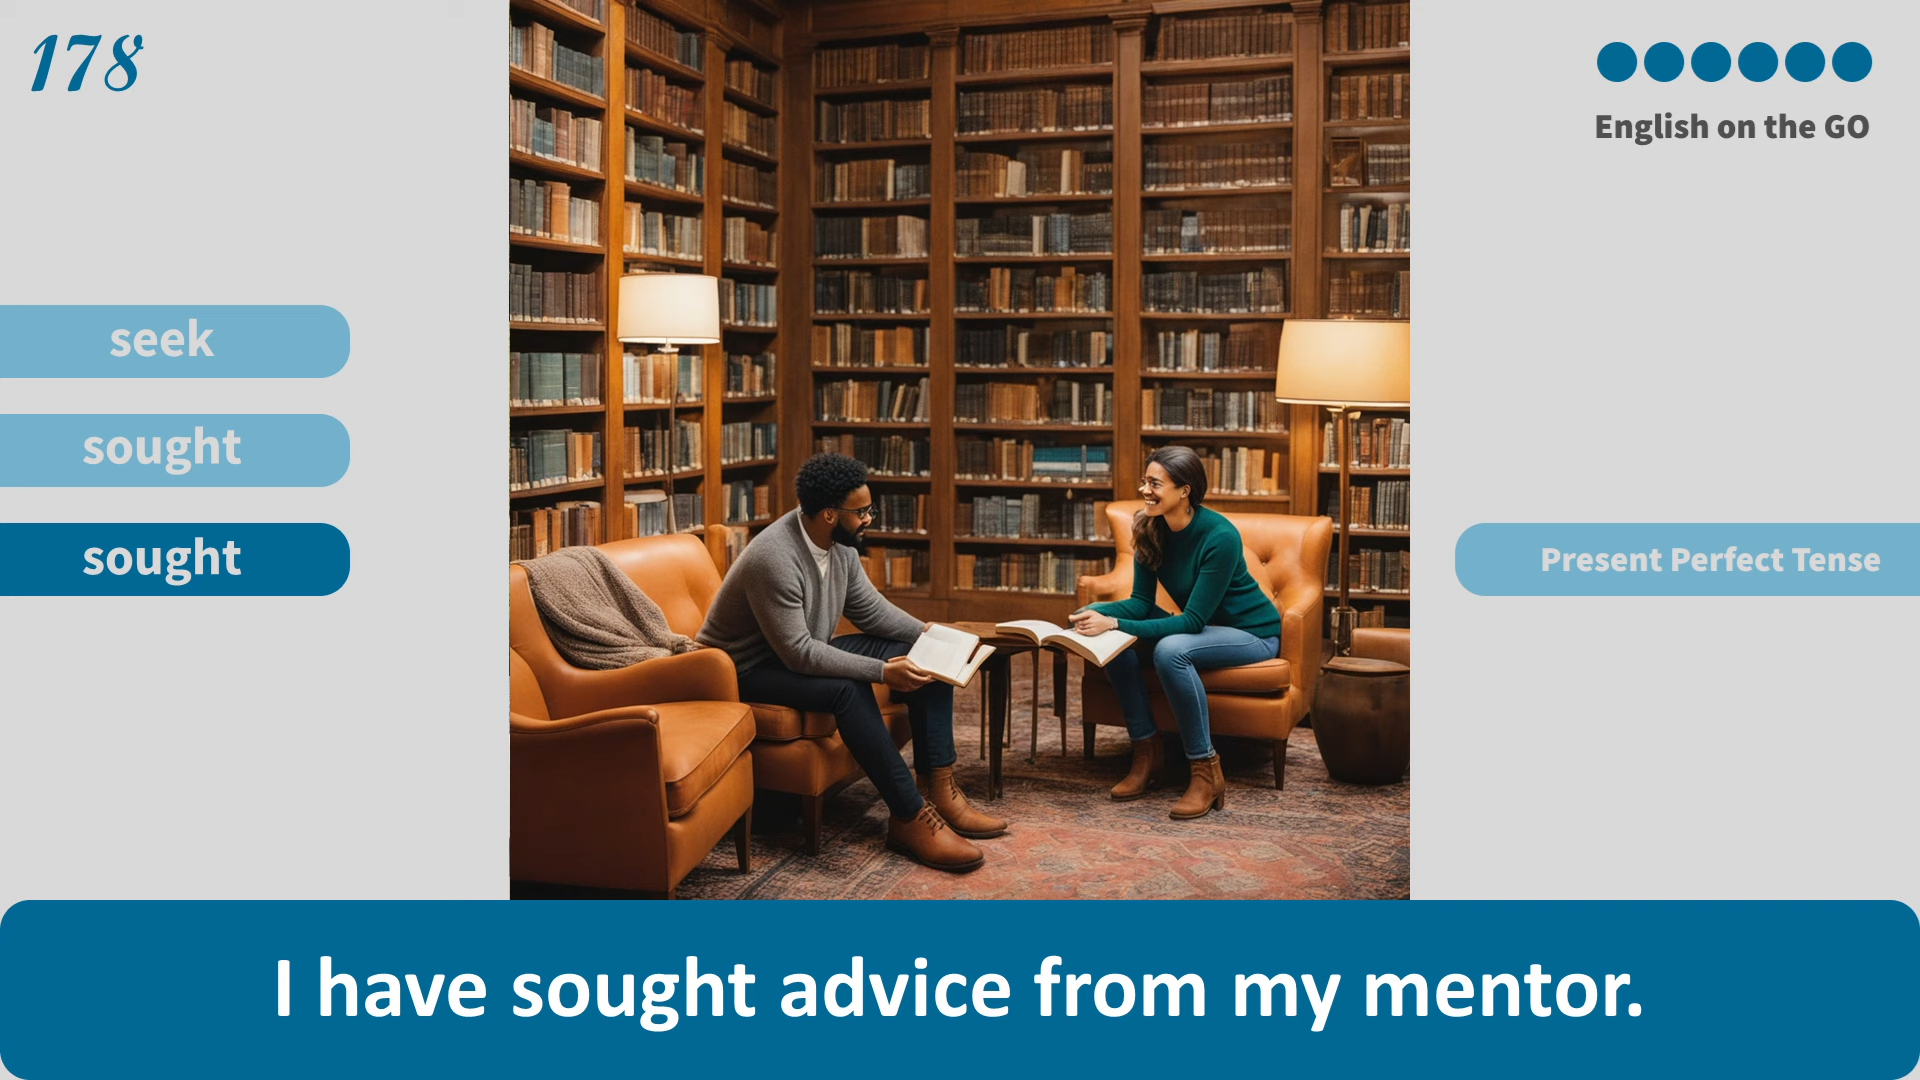 178
English on the GO
seek
sought
sought
Present Perfect Tense
I have sought advice from my mentor.